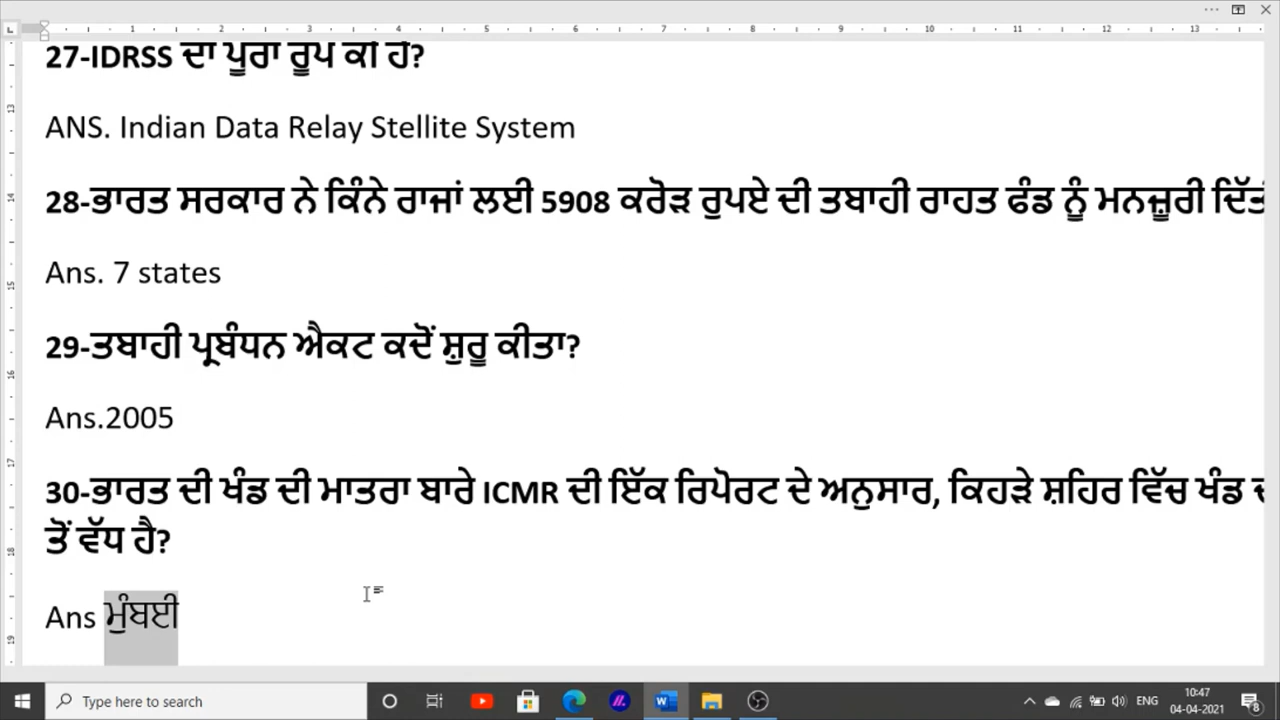 27-IDRSS ਦਾ ਪੂਰਾ ਰੂਪ ਕੀ ਹੈ?
ANS. Indian Data Relay Stellite System
28-ਭਾਰਤ ਸਰਕਾਰ ਨੇ ਕਿੰਨੇ ਰਾਜਾਂ ਲਈ 5908 ਕਰੋੜ ਰੁਪਏ ਦੀ ਤਬਾਹੀ ਰਾਹਤ ਫੰਡ ਨੂੰ ਮਨਜ਼ੂਰੀ
Ans. 7 states
29-ਤਬਾਹੀ ਪ੍ਰਬੰਧਨ ਐਕਟ ਕਦੋਂ ਸ਼ੁਰੂ ਕੀਤਾ?
Ans.2005
30-ਭਾਰਤ ਦੀ ਖੰਡ ਦੀ ਮਾਤਰਾ ਬਾਰੇ ICMR ਦੀ ਇੱਕ ਰਿਪੋਰਟ ਦੇ ਅਨੁਸਾਰ, ਕਿਹੜੇ ਸ਼ਹਿਰ ਵਿੱਚ ਖੰਡ
ਤੋਂ ਵੱਧ ਹੈ?
Ans ਮੁੰਬਈ
Type here to search
ENG
10:47
04-04-2021
8